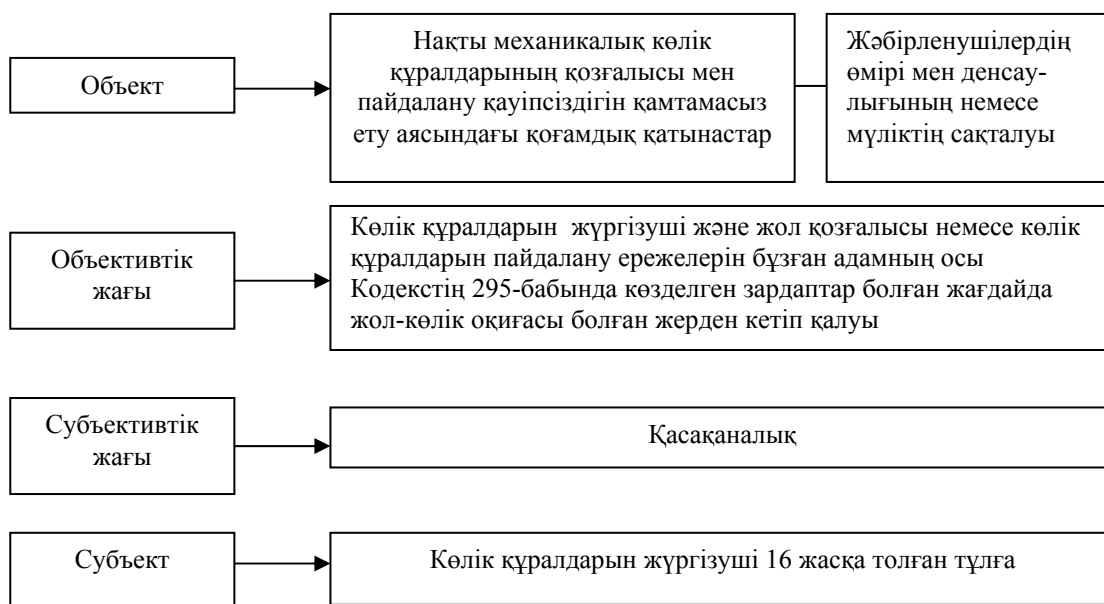 Объект
Нақты механикалық көлік
құралдарының қозғалысы мен
пайдалану қауіпсіздігін қамтамасыз
ету аясындағы қоғамдық қатынастар
Жәбірленушілердің
өмірі мен денсау-
лығының немесе
мүліктің сақталуы
Объективтік
жағы
Көлік құралдарын жүргізуші және жол қозғалысы немесе көлік
құралдарын пайдалану ережелерін бұзған адамның осы
Кодекстің 295-бабында көзделген зардаптар болған жағдайда
жол-көлік оқиғасы болған жерден кетіп қалуы
Субъективтік
жағы
Қасақаналық
Субъект
Көлік құралдарын жүргізуші 16 жасқа толған тұлға